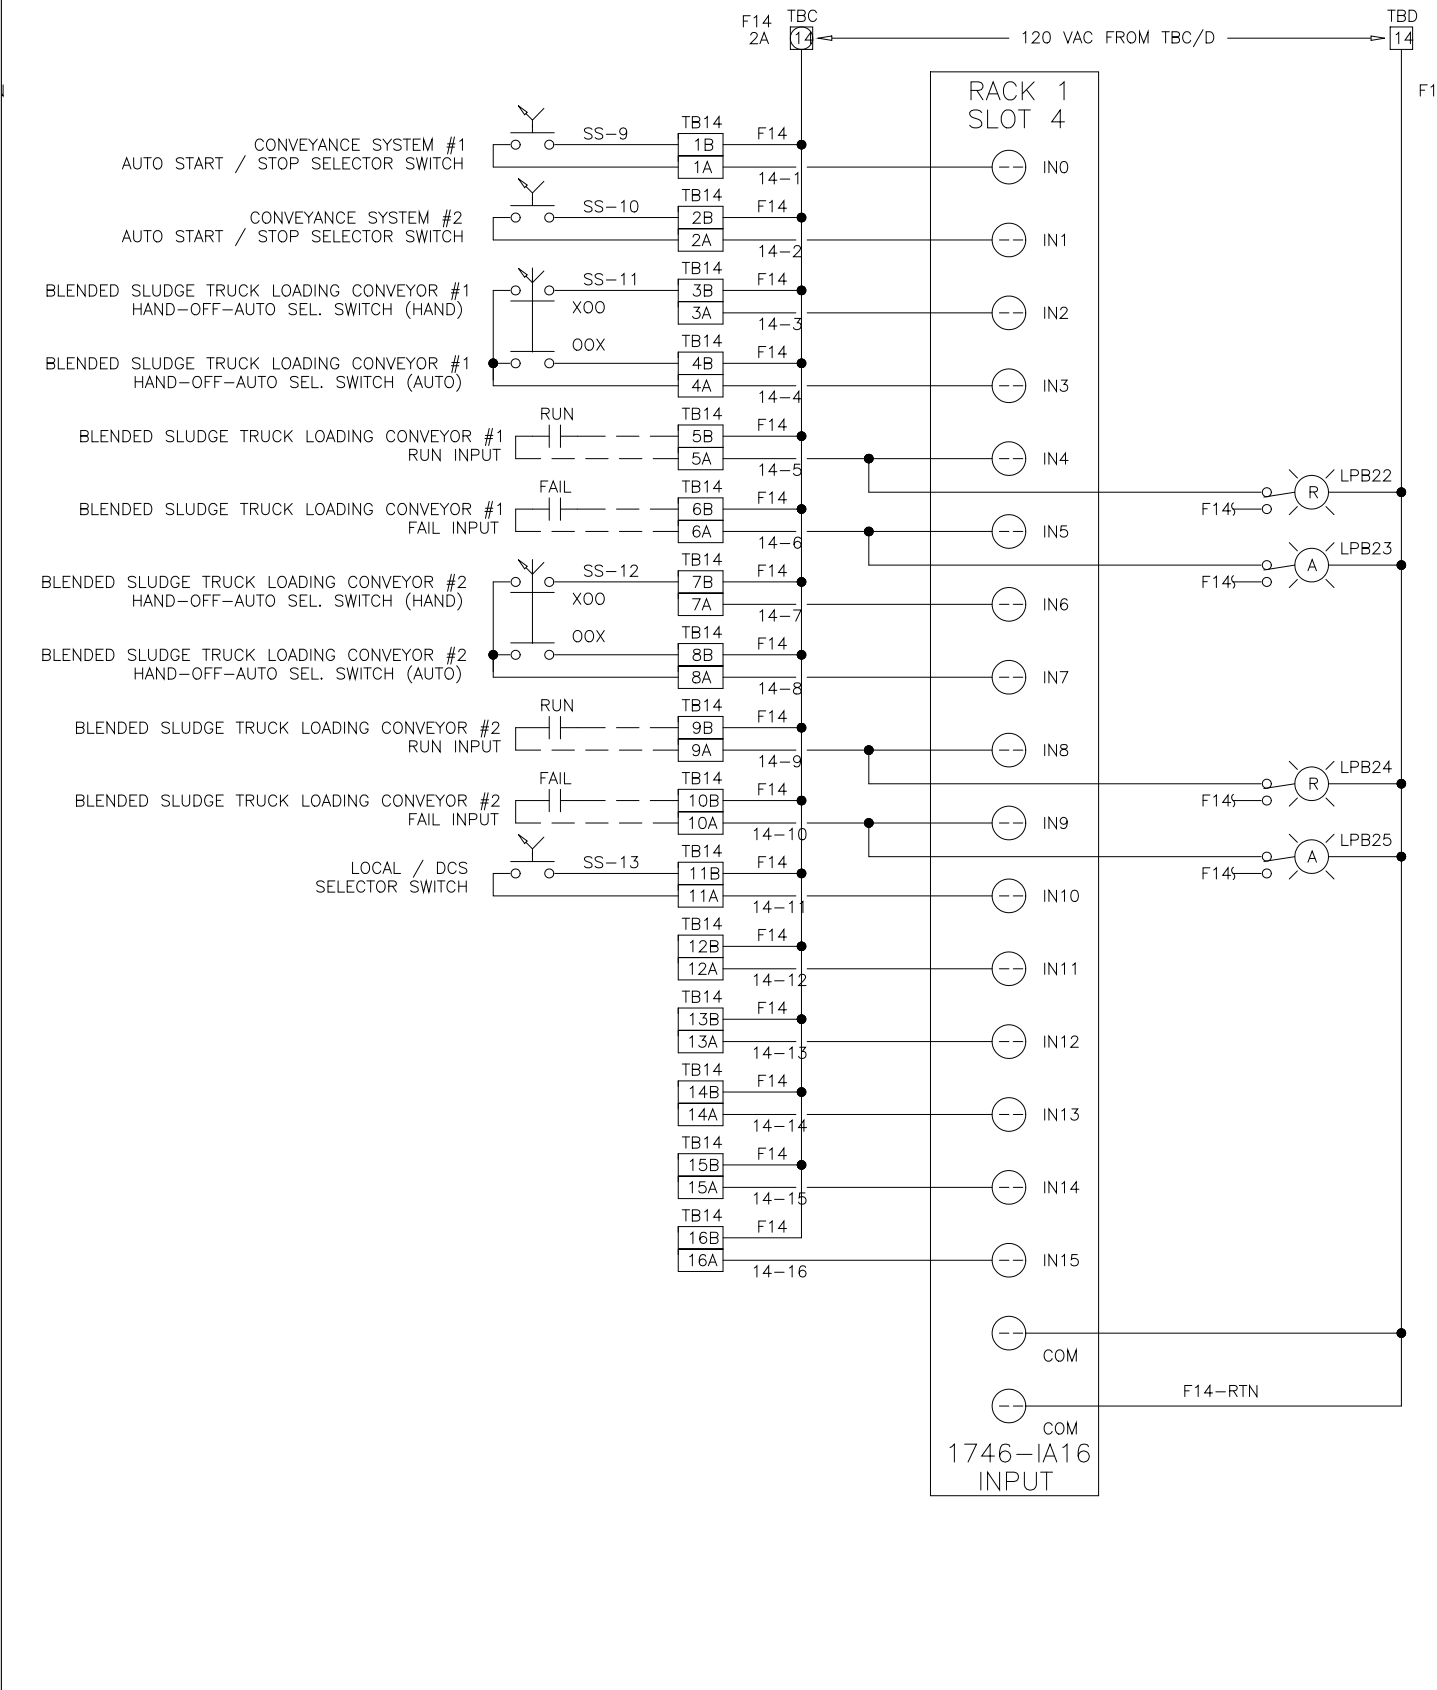 F14 TBC TBD
2A 14 120 VAC FROM TBC/D 14
F1
RACK 1
SLOT 4
CONVEYANCE SYSTEM #1
AUTO START / STOP SELECTOR SWITCH
SS-9 TB14 F14
1B
1A 14-1 IN0
CONVEYANCE SYSTEM #2
AUTO START / STOP SELECTOR SWITCH
SS-10 TB14 F14
2B
2A 14-2 IN1
BLENDED SLUDGE TRUCK LOADING CONVEYOR #1
HAND-OFF-AUTO SEL. SWITCH (HAND)
SS-11 TB14 F14
XOO 3B
3A 14-3 IN2
BLENDED SLUDGE TRUCK LOADING CONVEYOR #1
HAND-OFF-AUTO SEL. SWITCH (AUTO)
OOX TB14 F14
4B
4A 14-4 IN3
BLENDED SLUDGE TRUCK LOADING CONVEYOR #1
RUN INPUT
RUN TB14 F14
5B
5A 14-5 IN4
LPB22
R
F14
BLENDED SLUDGE TRUCK LOADING CONVEYOR #1
FAIL INPUT
FAIL TB14 F14
6B
6A 14-6 IN5
LPB23
A
F14
BLENDED SLUDGE TRUCK LOADING CONVEYOR #2
HAND-OFF-AUTO SEL. SWITCH (HAND)
SS-12 TB14 F14
XOO 7B
7A 14-7 IN6
BLENDED SLUDGE TRUCK LOADING CONVEYOR #2
HAND-OFF-AUTO SEL. SWITCH (AUTO)
OOX TB14 F14
8B
8A 14-8 IN7
BLENDED SLUDGE TRUCK LOADING CONVEYOR #2
RUN INPUT
RUN TB14 F14
9B
9A 14-9 IN8
LPB24
R
F14
BLENDED SLUDGE TRUCK LOADING CONVEYOR #2
FAIL INPUT
FAIL TB14 F14
10B
10A 14-10 IN9
LPB25
A
F14
LOCAL / DCS
SELECTOR SWITCH
SS-13 TB14 F14
11B
11A 14-11 IN10
TB14 F14
12B
12A 14-12 IN11
TB14 F14
13B
13A 14-13 IN12
TB14 F14
14B
14A 14-14 IN13
TB14 F14
15B
15A 14-15 IN14
TB14 F14
16B
16A 14-16 IN15
COM
F14-RTN
COM
1746-IA16
INPUT